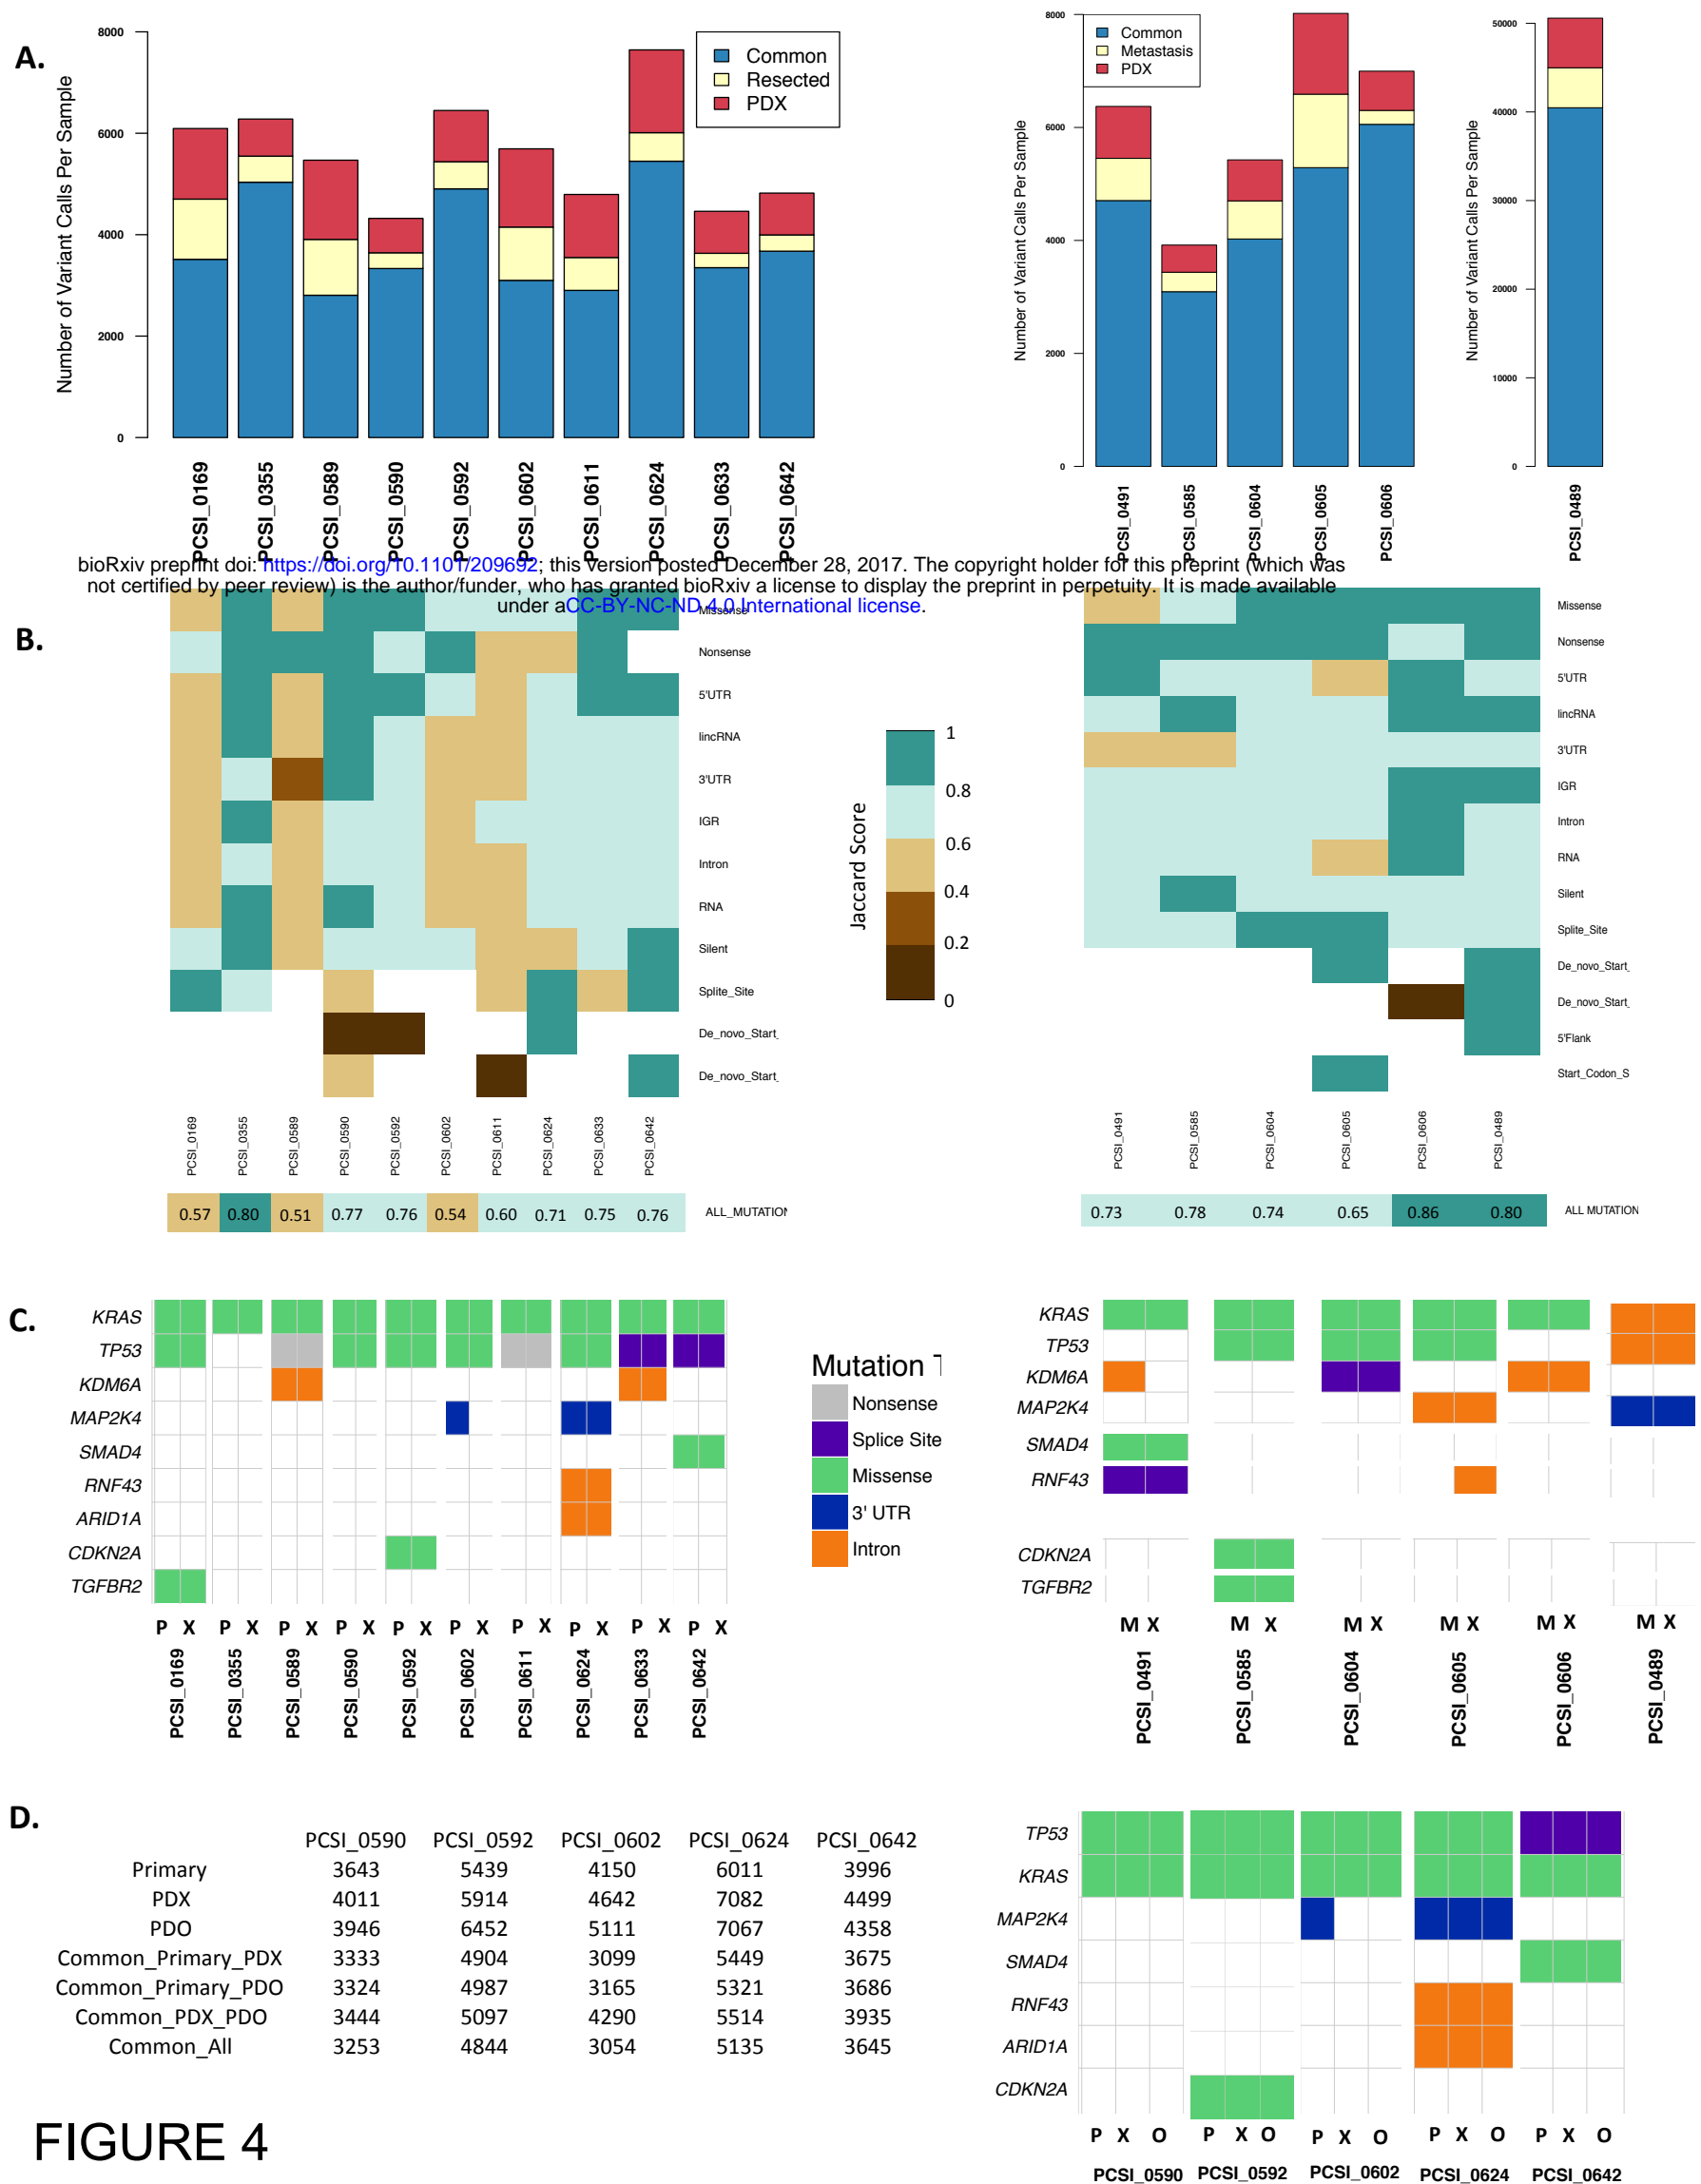 A.
Number of Variant Calls Per Sample
8000
6000
4000
2000
0
Common
Resected
PDX
PCSI_0169
PCSI_0355
PCSI_0589
PCSI_0590
PCSI_0592
PCSI_0602
PCSI_0611
PCSI_0624
PCSI_0633
PCSI_0642
Number of Variant Calls Per Sample
8000
6000
4000
2000
0
Common
Metastasis
PDX
PCSI_0491
PCSI_0585
PCSI_0604
PCSI_0605
PCSI_0606
Number of Variant Calls Per Sample
50000
40000
30000
20000
10000
0
PCSI_0489
bioRxiv preprint doi: https://doi.org/10.1101/209692; this version posted December 28, 2017. The copyright holder for this preprint (which was
not certified by peer review) is the author/funder, who has granted bioRxiv a license to display the preprint in perpetuity. It is made available
under aCC-BY-NC-ND 4.0 International license.
B.
Missense
Nonsense
5'UTR
lincRNA
3'UTR
IGR
Intron
RNA
Silent
Splite_Site
De_novo_Start_
De_novo_Start_
PCSI_0169
PCSI_0355
PCSI_0589
PCSI_0590
PCSI_0592
PCSI_0602
PCSI_0611
PCSI_0624
PCSI_0633
PCSI_0642
0.57 0.80 0.51 0.77 0.76 0.54 0.60 0.71 0.75 0.76 ALL_MUTATION
Jaccard Score
1
0.8
0.6
0.4
0.2
0
Missense
Nonsense
5'UTR
lincRNA
3'UTR
IGR
Intron
RNA
Silent
Splite_Site
De_novo_Start_
De_novo_Start_
5'Flank
Start_Codon_S
PCSI_0491
PCSI_0585
PCSI_0604
PCSI_0605
PCSI_0606
PCSI_0489
0.73 0.78 0.74 0.65 0.86 0.80 ALL MUTATION
C.
KRAS
TP53
KDM6A
MAP2K4
SMAD4
RNF43
ARID1A
CDKN2A
TGFBR2
P X P X P X P X P X P X P X P X P X P X
PCSI_0169
PCSI_0355
PCSI_0589
PCSI_0590
PCSI_0592
PCSI_0602
PCSI_0611
PCSI_0624
PCSI_0633
PCSI_0642
Mutation T
Nonsense
Splice Site
Missense
3' UTR
Intron
KRAS
TP53
KDM6A
MAP2K4
SMAD4
RNF43
CDKN2A
TGFBR2
M X M X M X M X M X M X
PCSI_0491
PCSI_0585
PCSI_0604
PCSI_0605
PCSI_0606
PCSI_0489
D.
PCSI_0590 PCSI_0592 PCSI_0602 PCSI_0624 PCSI_0642
Primary 3643 5439 4150 6011 3996
PDX 4011 5914 4642 7082 4499
PDO 3946 6452 5111 7067 4358
Common_Primary_PDX 3333 4904 3099 5449 3675
Common_Primary_PDO 3324 4987 3165 5321 3686
Common_PDX_PDO 3444 5097 4290 5514 3935
Common_All 3253 4844 3054 5135 3645
TP53
KRAS
MAP2K4
SMAD4
RNF43
ARID1A
CDKN2A
P X O P X O P X O P X O P X O
PCSI_0590 PCSI_0592 PCSI_0602 PCSI_0624 PCSI_0642
FIGURE 4